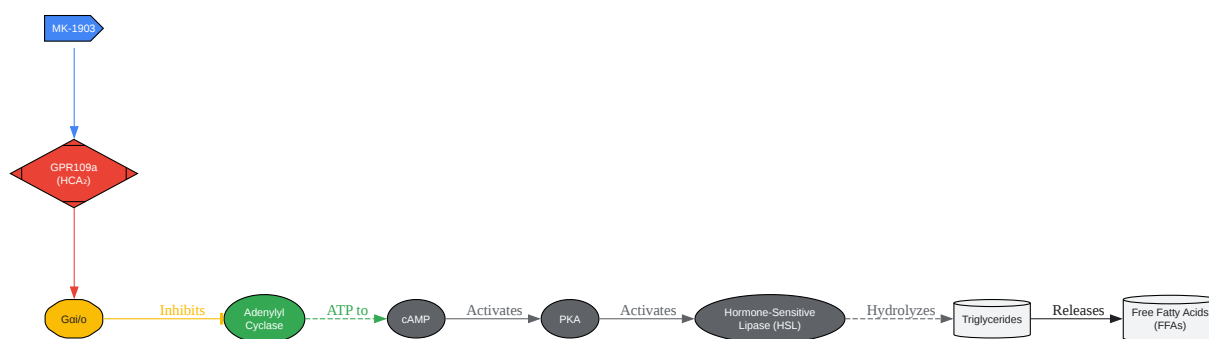 MK-1903
GPR109a
(HCA₂)
Gαi/o
Inhibits
Adenylyl
Cyclase
ATP to
cAMP
Activates
PKA
Activates
Hormone-Sensitive
Lipase (HSL)
Hydrolyzes
Triglycerides
Releases
Free Fatty Acids
(FFAs)